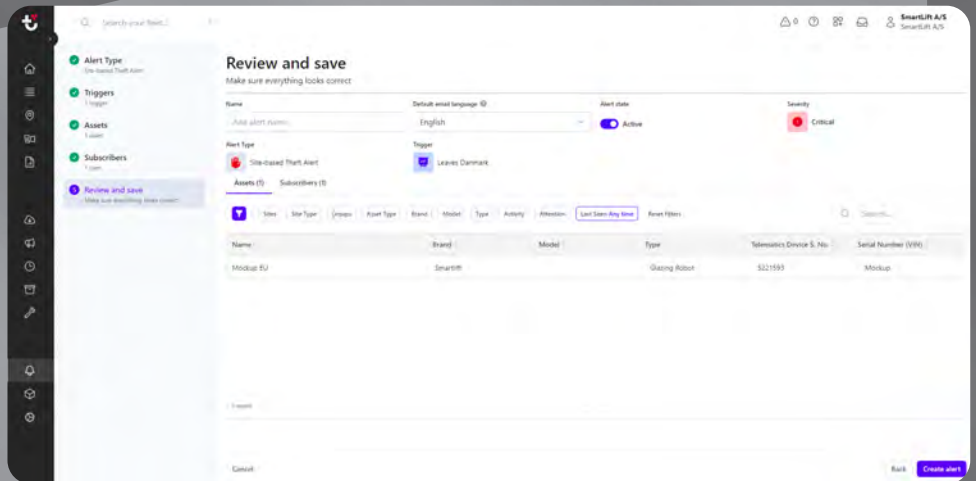 Search your fleet...
0
SmartLift A/S
SmartLift A/S
Alert Type
Site-based Theft Alert
Triggers
1 trigger
Assets
1 asset
Subscribers
1 user
5
Review and save
Make sure everything looks correct
Review and save
Make sure everything looks correct
Name
Default email language
Alert state
Severity
Add alert name...
English
Active
Critical
Alert Type
Trigger
Site-based Theft Alert
Leaves Danmark
Assets (1)
Subscribers (1)
Sites
Site Type
Groups
Asset Type
Brand
Model
Type
Activity
Attention
Last Seen Any time
Reset Filters
Search...
Name
Brand
Model
Type
Telematics Device S. No.
Serial Number (VIN)
Mockup EU
Smartlift
Glazing Robot
5221593
Mockup
1 asset
Cancel
Back
Create alert